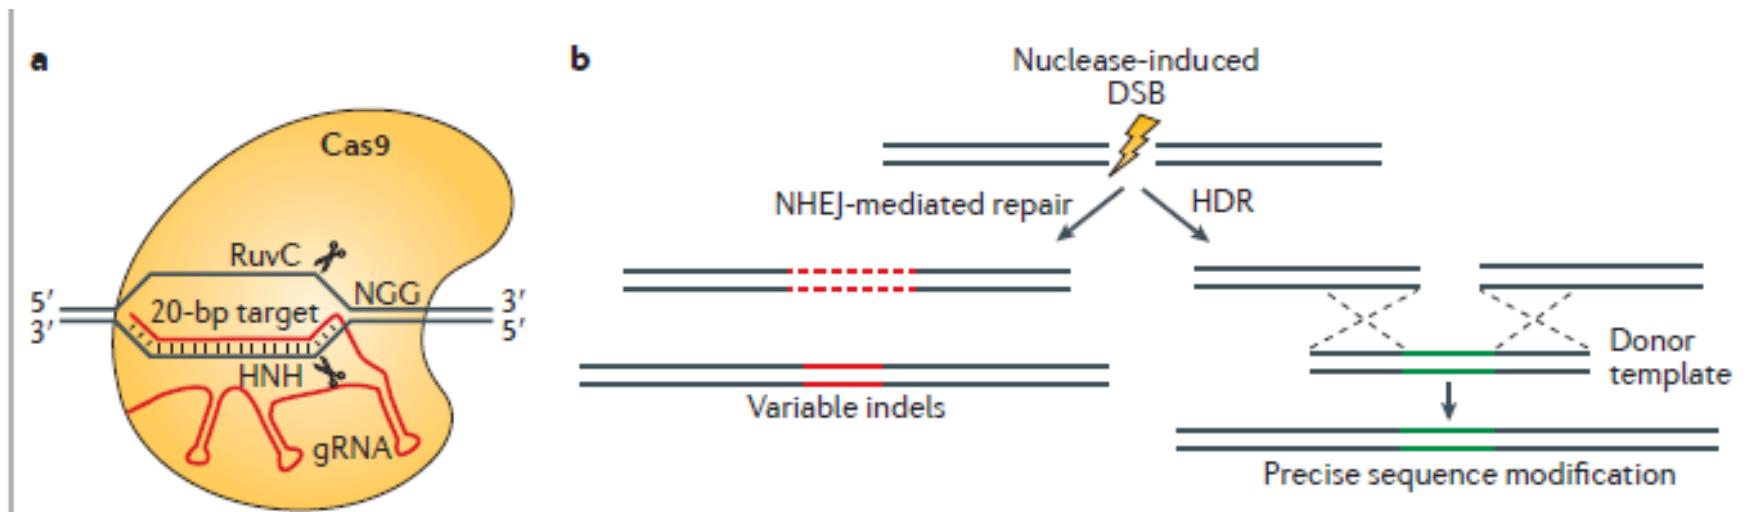 a
Cas9
RuvC
NGG
5′
3′
20-bp target
3′
5′
HNH
gRNA
b
Nuclease-induced
DSB
NHEJ-mediated repair
HDR
Variable indels
Donor
template
Precise sequence modification